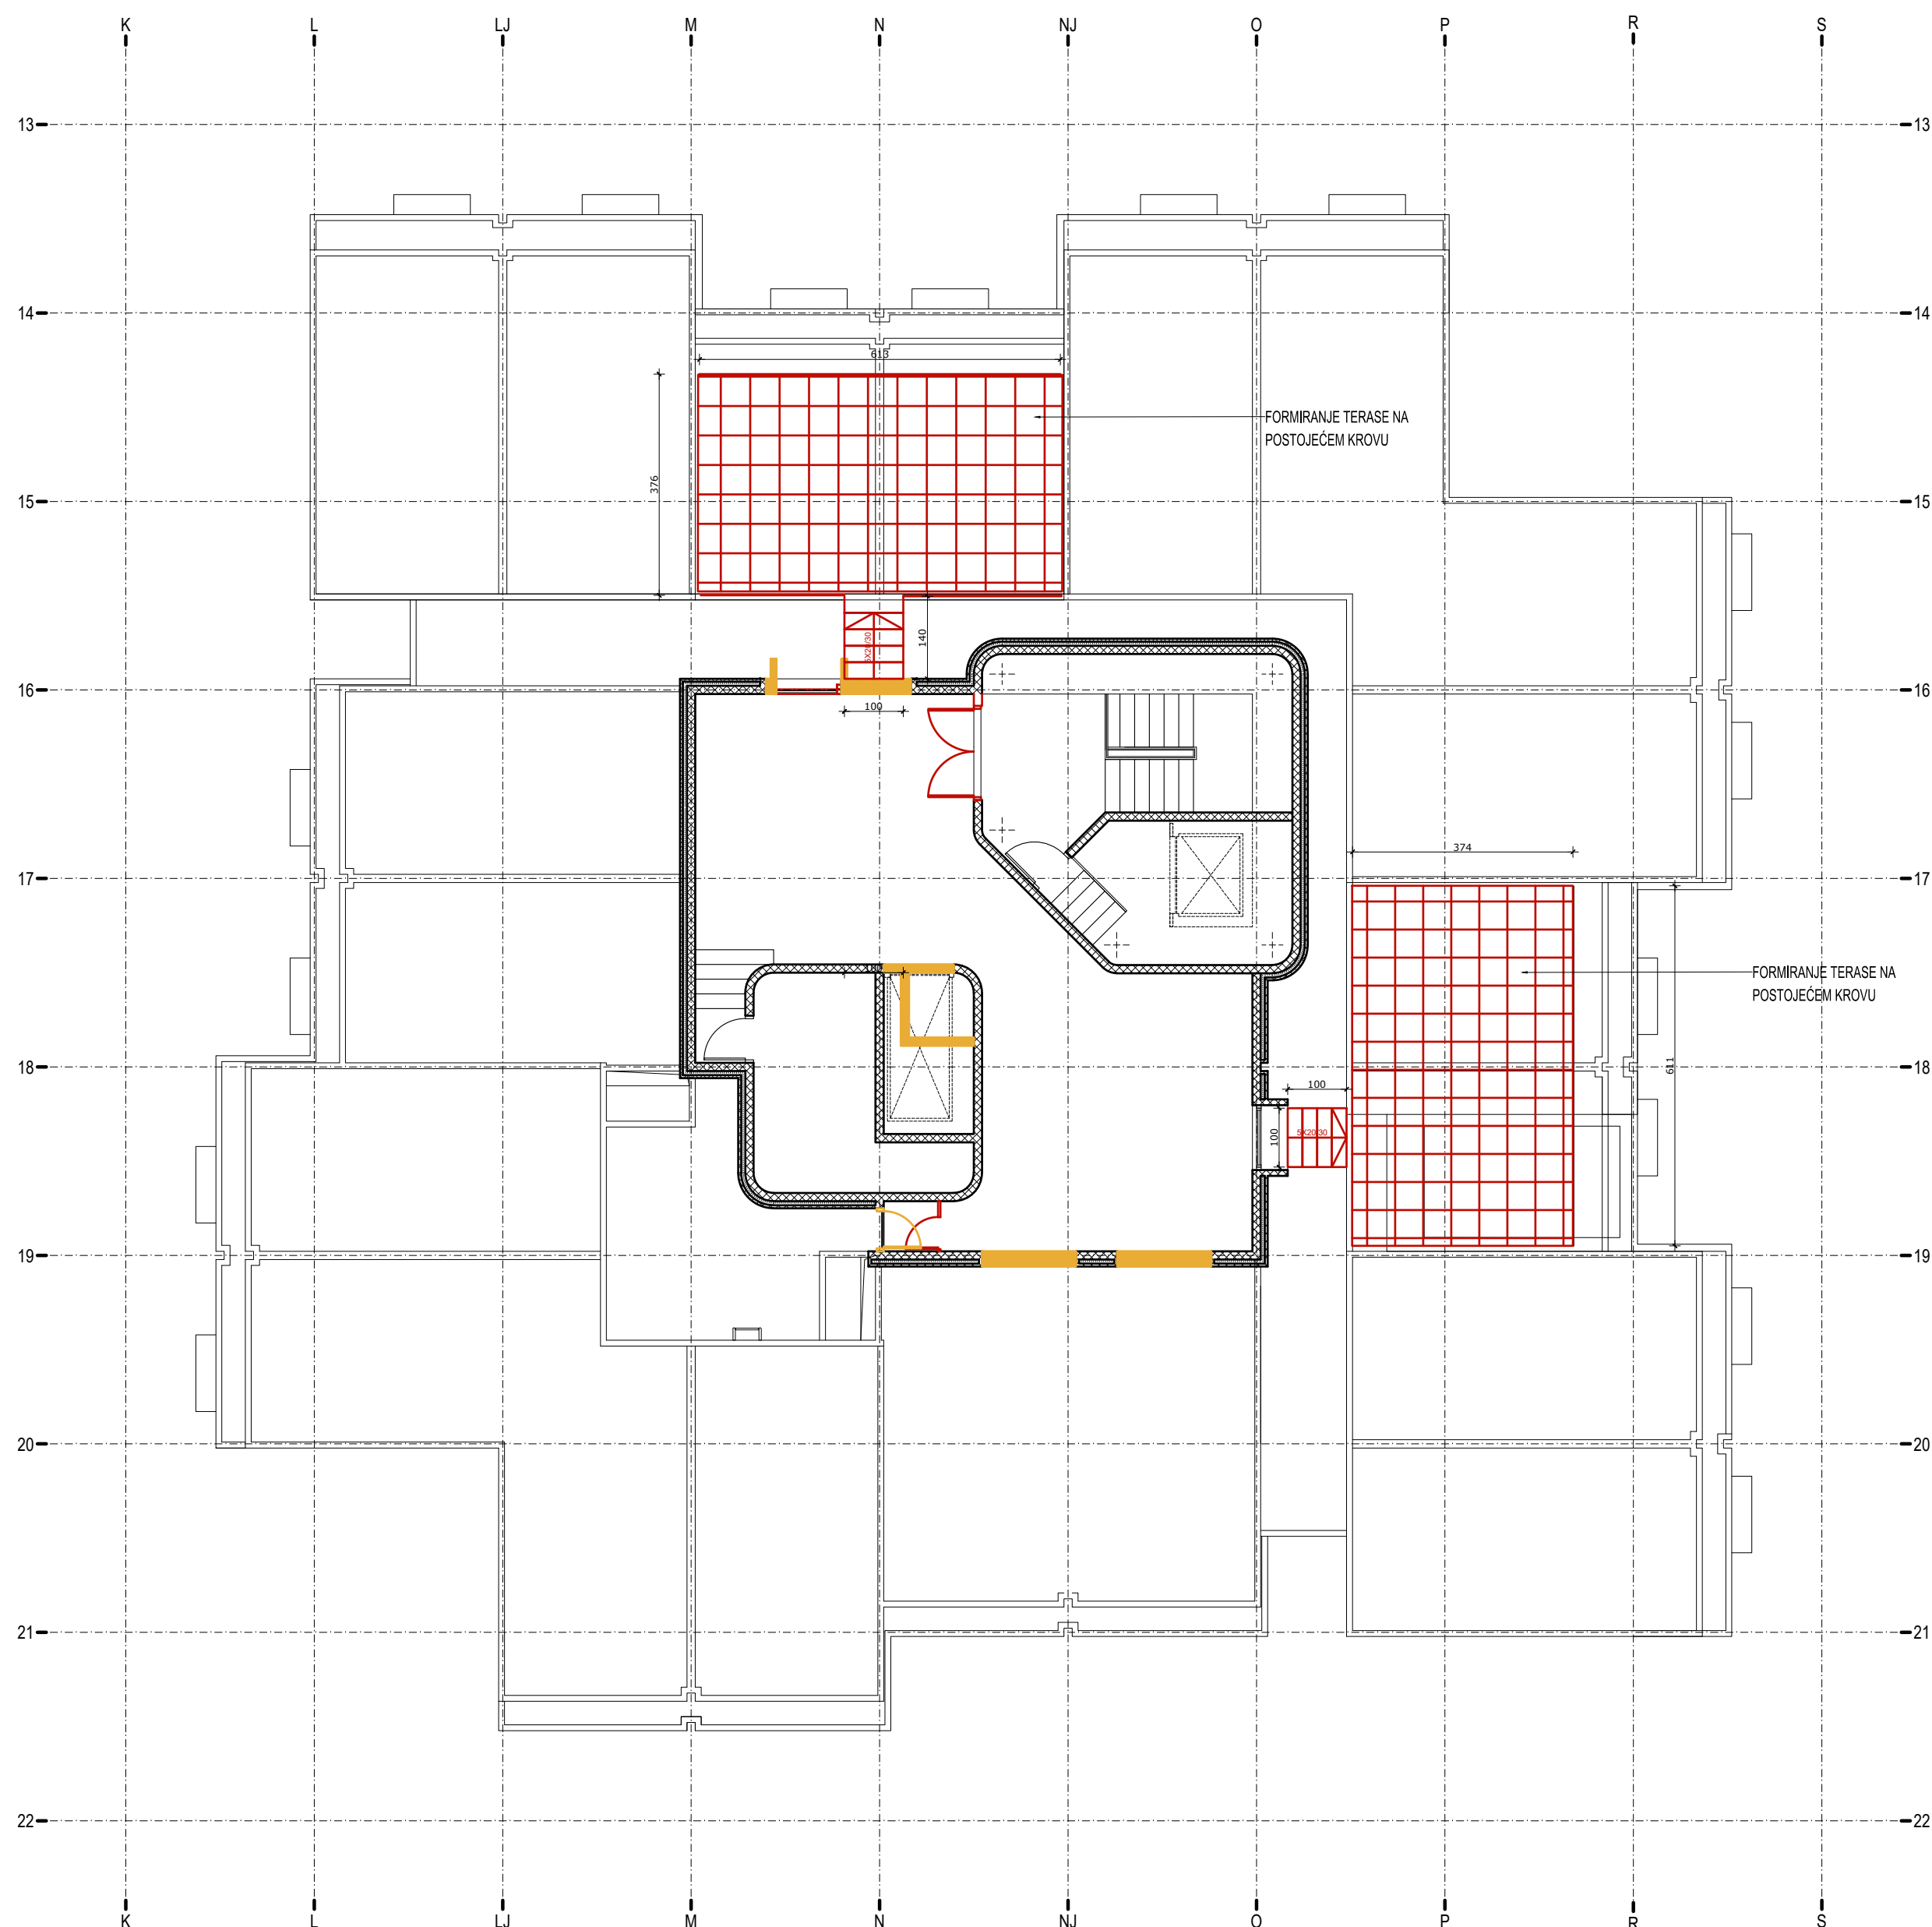 K L LJ M N NJ O P R S
13 13
14 14
613
FORMIRANJE TERASE NA
POSTOJEĆEM KROVU
376
15 15
140
5X20/30
16 16
100
374
17 17
FORMIRANJE TERASE NA
POSTOJEĆEM KROVU
611
18 18
100
100
5X20/30
19 19
20 20
21 21
22 22
K L LJ M N NJ O P R S